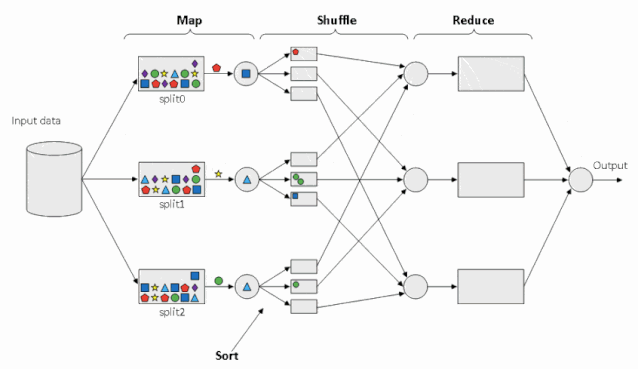 Map
Shuffle
Reduce
Input data
split0
split1
split2
Output
Sort